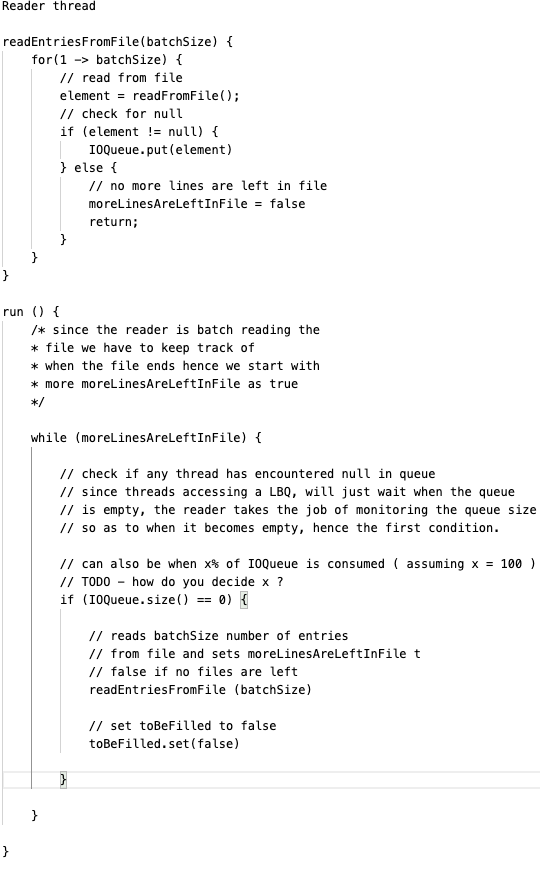 Reader thread
readEntriesFromFile(batchSize) {
    for(1 -> batchSize) {
        // read from file
        element = readFromFile();
        // check for null
        if (element != null) {
            IOQueue.put(element)
        } else {
            // no more lines are left in file
            moreLinesAreLeftInFile = false
            return;
        }
    }
}
run () {
    /* since the reader is batch reading the
    * file we have to keep track of
    * when the file ends hence we start with
    * more moreLinesAreLeftInFile as true
    */
    while (moreLinesAreLeftInFile) {
        // check if any thread has encountered null in queue
        // since threads accessing a LBQ, will just wait when the queue
        // is empty, the reader takes the job of monitoring the queue size
        // so as to when it becomes empty, hence the first condition.
        // can also be when x% of IOQueue is consumed ( assuming x = 100 )
        // TODO – how do you decide x ?
        if (IOQueue.size() == 0) {
            // reads batchSize number of entries
            // from file and sets moreLinesAreLeftInFile t
            // false if no files are left
            readEntriesFromFile (batchSize)
            // set toBeFilled to false
            toBeFilled.set(false)
        }
    }
}